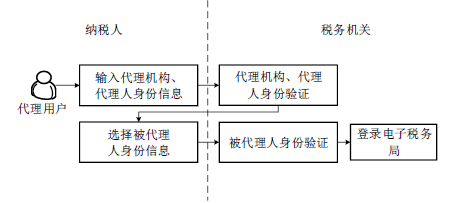 纳税人
税务机关
代理用户
输入代理机构、
代理人身份信息
代理机构、代理
人身份验证
选择被代理
人身份信息
被代理人身份验证
登录电子税务
局